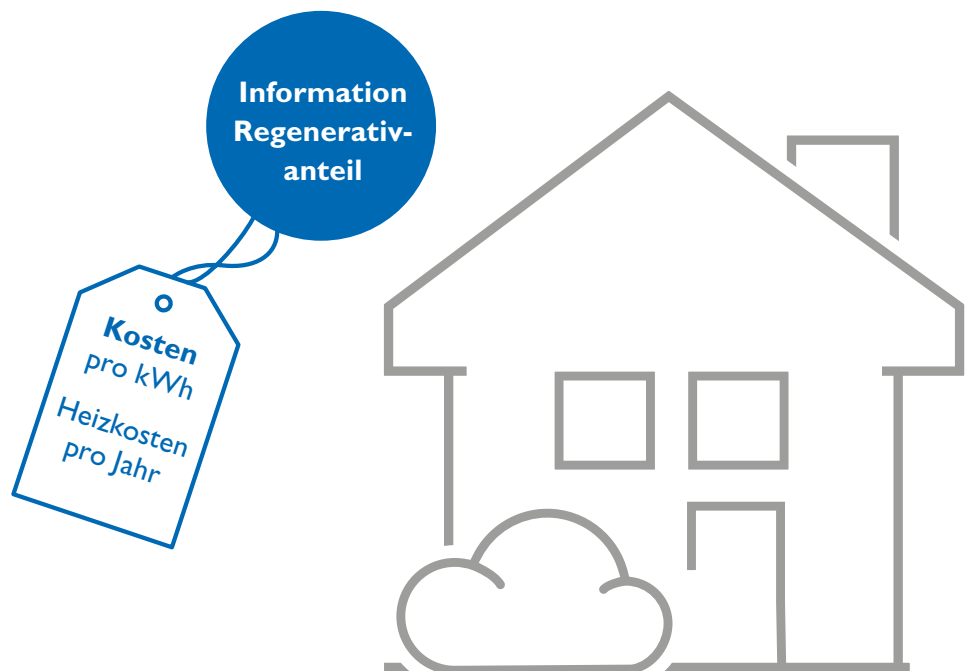 Information
Regenerativ-
anteil
Kosten
pro kWh
Heizkosten
pro Jahr